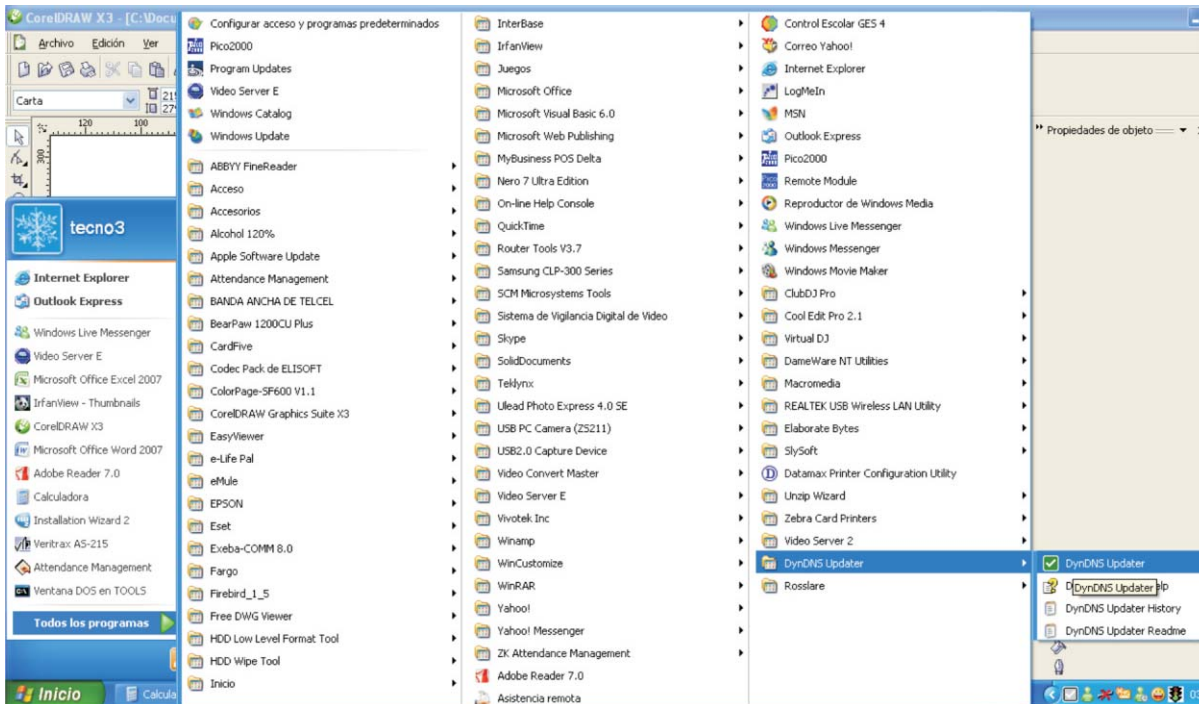 CorelDRAW X3 - [C:\Docu
Archivo Edición Ver
Carta
120 100
300
tecno3
Internet Explorer
Outlook Express
Windows Live Messenger
Video Server E
Microsoft Office Excel 2007
IrfanView - Thumbnails
CorelDRAW X3
Microsoft Office Word 2007
Adobe Reader 7.0
Calculadora
Installation Wizard 2
Veritrax AS-215
Attendance Management
Ventana DOS en TOOLS
Todos los programas
Inicio
Calcula
Configurar acceso y programas predeterminados
Pico2000
Program Updates
Video Server E
Windows Catalog
Windows Update
ABBYY FineReader
Acceso
Accesorios
Alcohol 120%
Apple Software Update
Attendance Management
BANDA ANCHA DE TELCEL
BearPaw 1200CU Plus
CardFive
Codec Pack de ELISOFT
ColorPage-SF600 V1.1
CorelDRAW Graphics Suite X3
EasyViewer
e-Life Pal
eMule
EPSON
Eset
Exeba-COMM 8.0
Fargo
Firebird_1_5
Free DWG Viewer
HDD Low Level Format Tool
HDD Wipe Tool
Inicio
InterBase
IrfanView
Juegos
Microsoft Office
Microsoft Visual Basic 6.0
Microsoft Web Publishing
MyBusiness POS Delta
Nero 7 Ultra Edition
On-line Help Console
QuickTime
Router Tools V3.7
Samsung CLP-300 Series
SCM Microsystems Tools
Sistema de Vigilancia Digital de Video
Skype
SolidDocuments
Teklynx
Ulead Photo Express 4.0 SE
USB PC Camera (ZS211)
USB2.0 Capture Device
Video Convert Master
Video Server E
Vivotek Inc
Winamp
WinCustomize
WinRAR
Yahoo!
Yahoo! Messenger
ZK Attendance Management
Adobe Reader 7.0
Asistencia remota
Control Escolar GES 4
Correo Yahoo!
Internet Explorer
LogMeIn
MSN
Outlook Express
Pico2000
Remote Module
Reproductor de Windows Media
Windows Live Messenger
Windows Messenger
Windows Movie Maker
ClubDJ Pro
Cool Edit Pro 2.1
Virtual DJ
DameWare NT Utilities
Macromedia
REALTEK USB Wireless LAN Utility
Elaborate Bytes
SlySoft
Datamax Printer Configuration Utility
Unzip Wizard
Zebra Card Printers
Video Server 2
DynDNS Updater
Rosslare
Propiedades de objeto
DynDNS Updater
DynDNS Updater
DynDNS Updater History
DynDNS Updater Readme